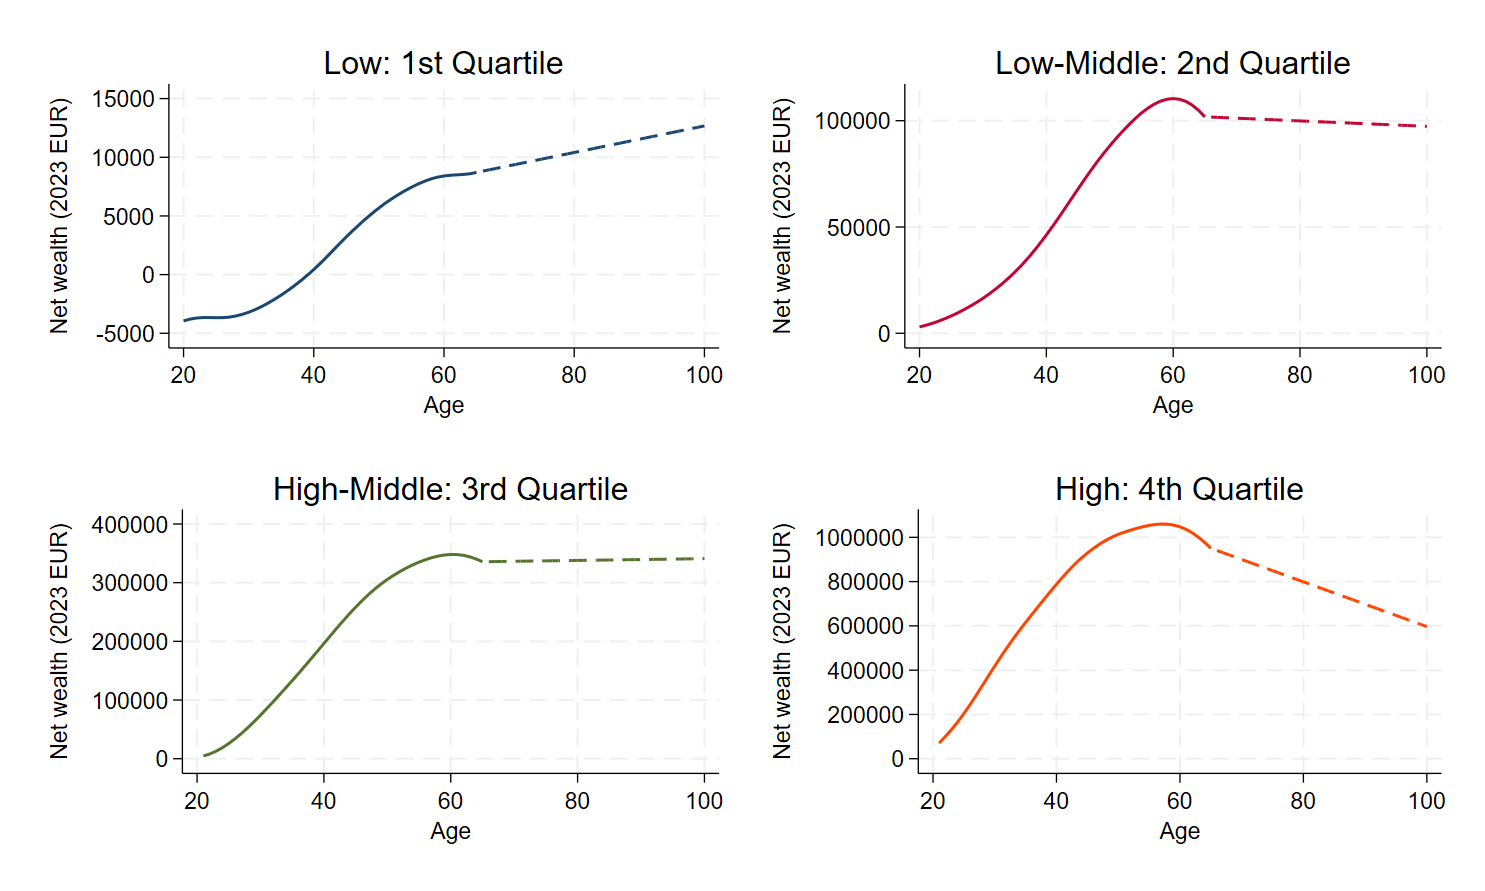 Low: 1st Quartile
Net wealth (2023 EUR)
15000
10000
5000
0
-5000
20 40 60 80 100
Age
Low-Middle: 2nd Quartile
Net wealth (2023 EUR)
100000
50000
0
20 40 60 80 100
Age
High-Middle: 3rd Quartile
Net wealth (2023 EUR)
400000
300000
200000
100000
0
20 40 60 80 100
Age
High: 4th Quartile
Net wealth (2023 EUR)
1000000
800000
600000
400000
200000
0
20 40 60 80 100
Age